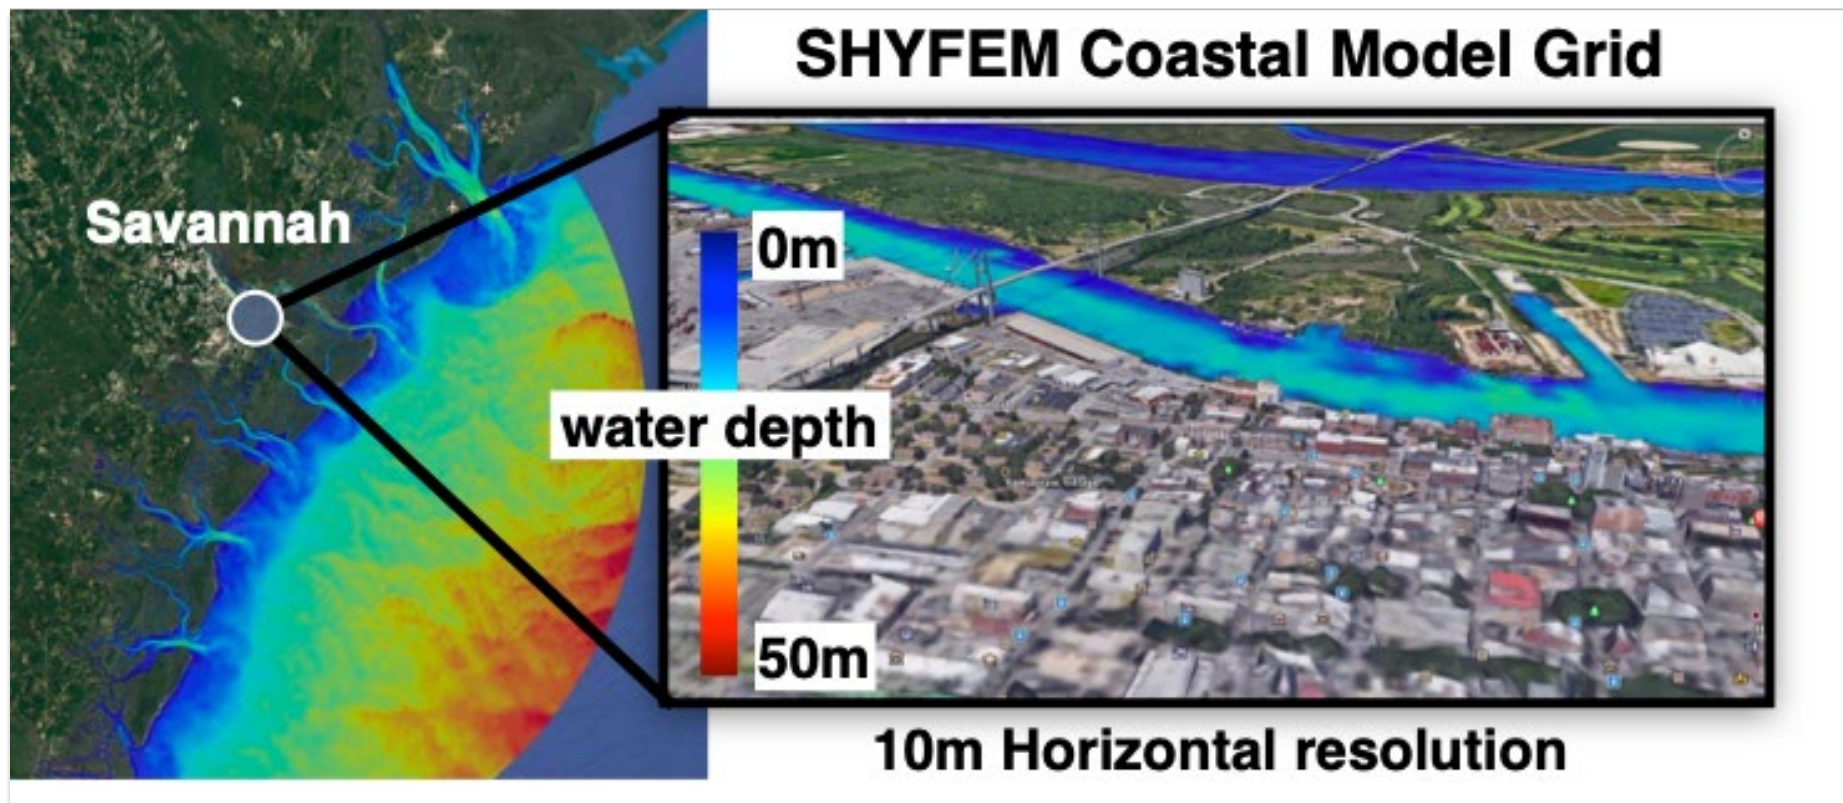 SHYFEM Coastal Model Grid
Savannah
0m
water depth
50m
10m Horizontal resolution